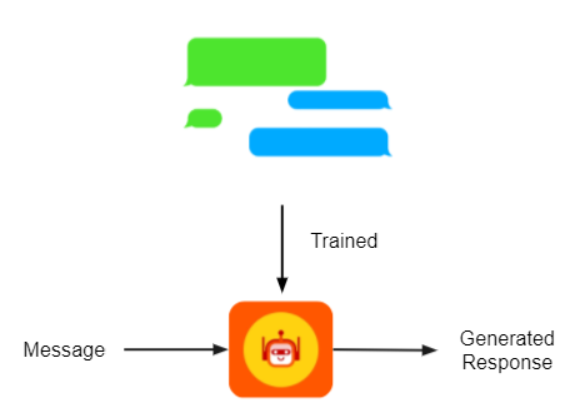 Trained
Message
Generated
Response